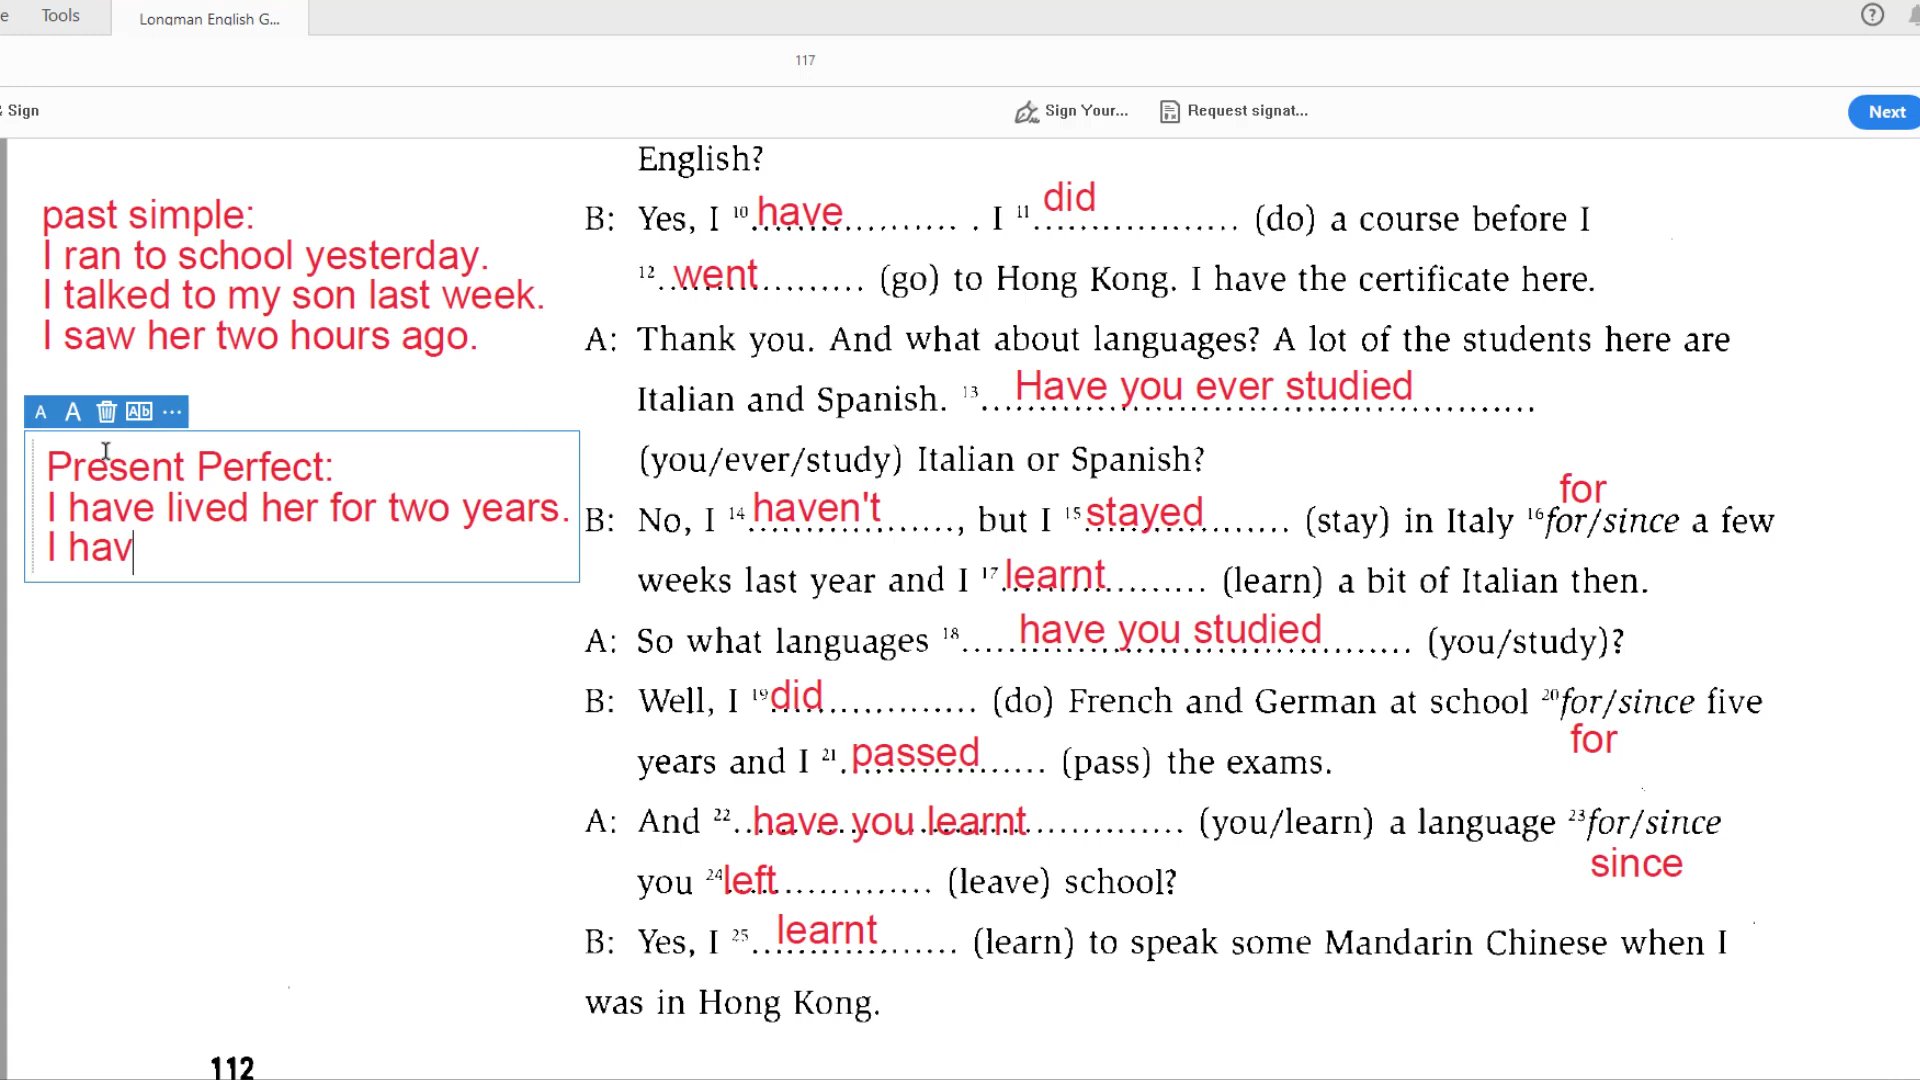 e Tools Longman English G...
117
& Sign Sign Your... Request signat... Next
past simple:
I ran to school yesterday.
I talked to my son last week.
I saw her two hours ago.
A A Ab ...
Present Perfect:
I have lived her for two years.
I hav
English?
B: Yes, I 10 have .................. . I 11 did .................. (do) a course before I
12 went .................. (go) to Hong Kong. I have the certificate here.
A: Thank you. And what about languages? A lot of the students here are
Italian and Spanish. 13 Have you ever studied ..................
(you/ever/study) Italian or Spanish?
for
B: No, I 14 haven't .................., but I 15 stayed .................. (stay) in Italy 16 for/since a few
weeks last year and I 17 learnt .................. (learn) a bit of Italian then.
A: So what languages 18 have you studied .................. (you/study)?
B: Well, I 19 did .................. (do) French and German at school 20 for/since five
for
years and I 21 passed .................. (pass) the exams.
A: And 22 have you learnt .................. (you/learn) a language 23 for/since
since
you 24 left .................. (leave) school?
B: Yes, I 25 learnt .................. (learn) to speak some Mandarin Chinese when I
was in Hong Kong.
112